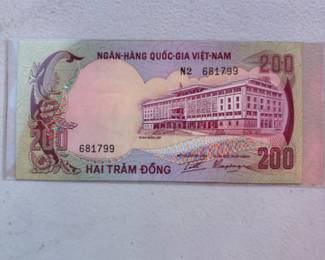 NGÂN-HÀNG QUỐC-GIA VIỆT-NAM
N2 681799
200
200
681799
200
HAI TRĂM ĐỒNG